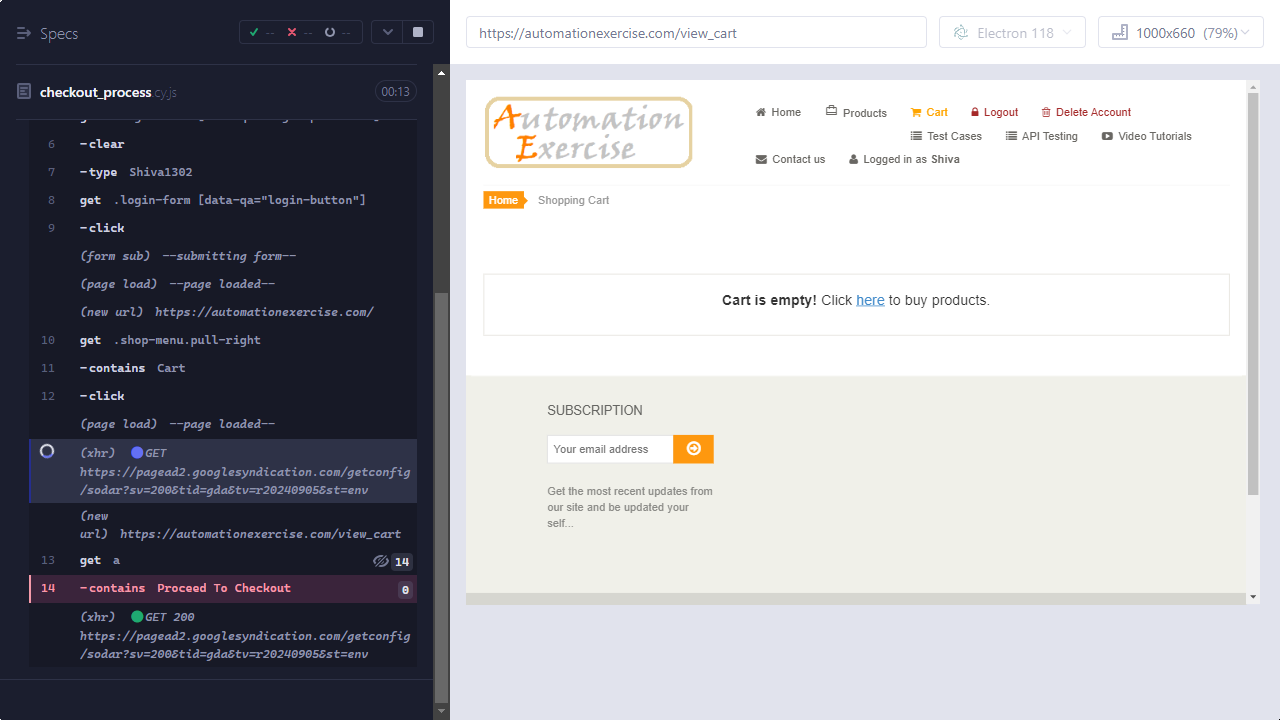 Specs
-- -- --
checkout_process cy.js
00:13
6 -clear
7 -type Shiva1302
8 get .login-form [data-qa="login-button"]
9 -click
(form sub) --submitting form--
(page load) --page loaded--
(new url) https://automationexercise.com/
10 get .shop-menu.pull-right
11 -contains Cart
12 -click
(page load) --page loaded--
(xhr) GET
https://pagead2.googlesyndication.com/getconfig
/sodar?sv=200&tid=gda&tv=r20240905&st=env
(new
url) https://automationexercise.com/view_cart
13 get a 14
14 -contains Proceed To Checkout 0
(xhr) GET 200
https://pagead2.googlesyndication.com/getconfig
/sodar?sv=200&tid=gda&tv=r20240905&st=env
https://automationexercise.com/view_cart
Electron 118
1000x660 (79%)
Automation
Exercise
Home Products Cart Logout Delete Account
Test Cases API Testing Video Tutorials
Contact us Logged in as Shiva
Home Shopping Cart
Cart is empty! Click here to buy products.
SUBSCRIPTION
Your email address
Get the most recent updates from
our site and be updated your
self...